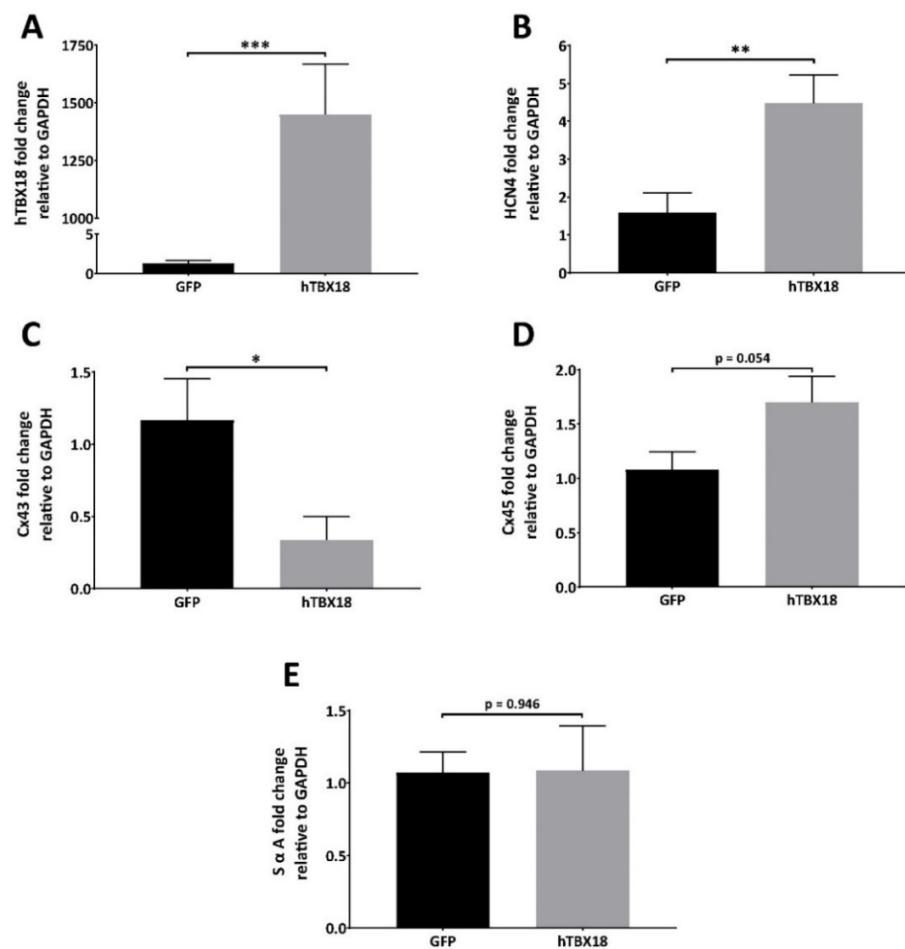 A
hTBX18 fold change
relative to GAPDH
1750
1500
1250
1000
5
0
***
GFP
hTBX18
B
HCN4 fold change
relative to GAPDH
6
5
4
3
2
1
0
**
GFP
hTBX18
C
Cx43 fold change
relative to GAPDH
1.5
1.0
0.5
0.0
*
GFP
hTBX18
D
Cx45 fold change
relative to GAPDH
2.0
1.5
1.0
0.5
0.0
p = 0.054
GFP
hTBX18
E
S α A fold change
relative to GAPDH
1.5
1.0
0.5
0.0
p = 0.946
GFP
hTBX18